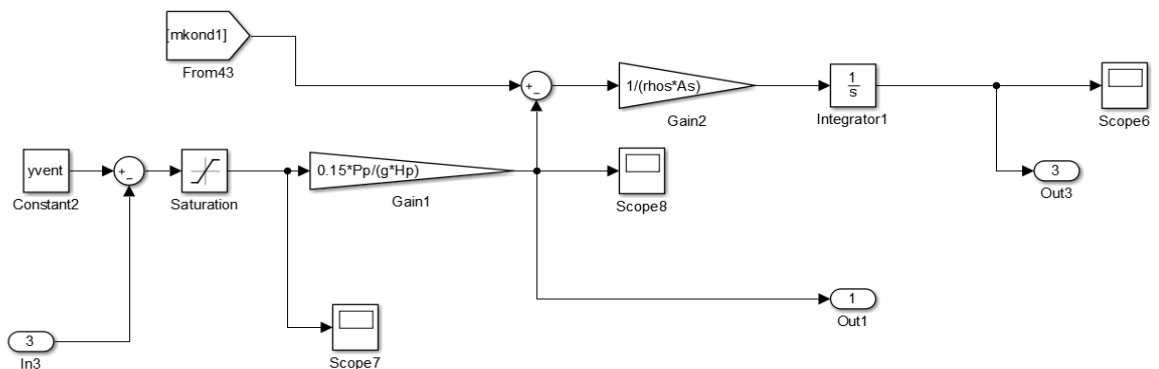 [mkond1]
From43
+
−
1/(rhos*As)
Gain2
1
s
Integrator1
Scope6
yvent
Constant2
+
−
Saturation
0.15*Pp/(g*Hp)
Gain1
Scope8
3
Out3
1
Out1
3
In3
Scope7